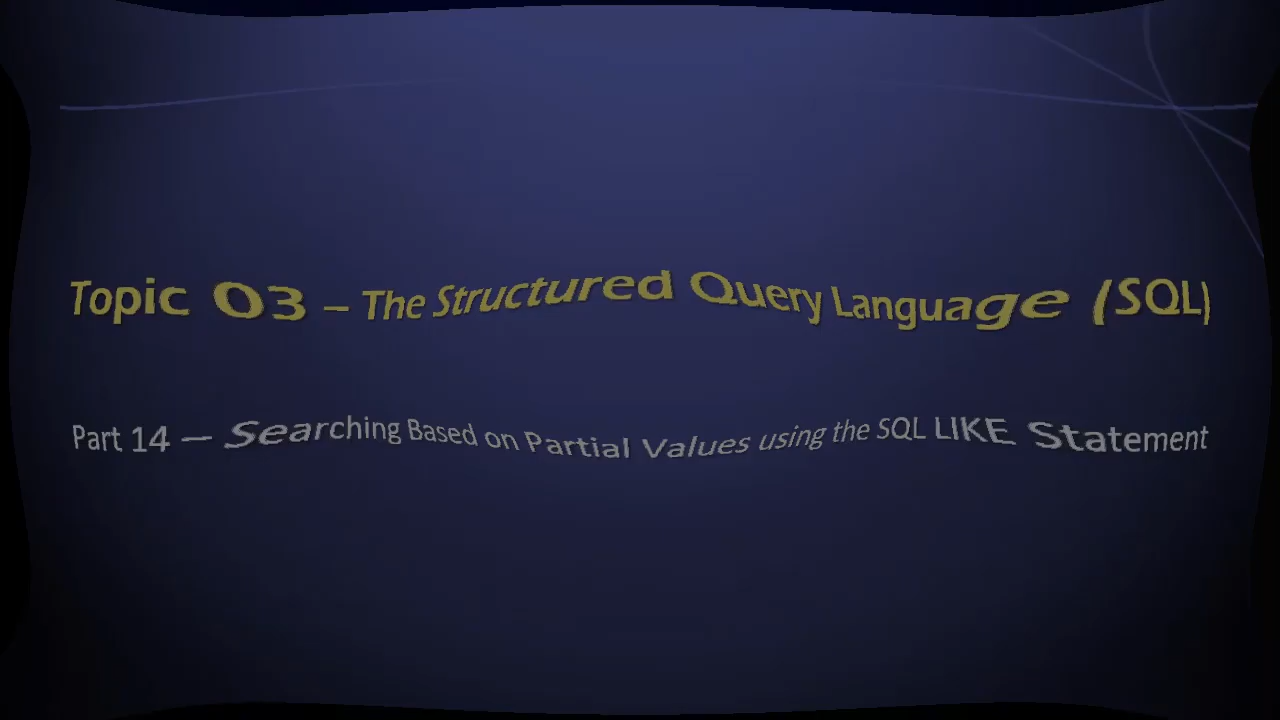 Topic 03 – The Structured Query Language (SQL)
Part 14 – Searching Based on Partial Values using the SQL LIKE Statement